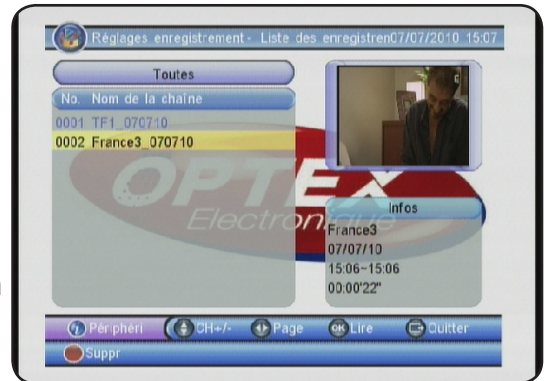 Réglages enregistrement - Liste des enregistren07/07/2010 15:07
Toutes
No. Nom de la chaîne
0001 TF1_070710
0002 France3_070710
OPTEX
Electronique
Infos
France3
07/07/10
15:06~15:06
00:00'22"
Périphéri CH+/- Page OK Lire Quitter
Suppr